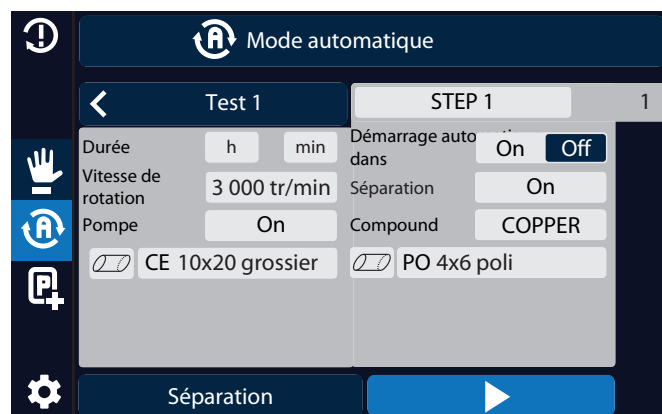 Mode automatique
Test 1
STEP 1
1
Durée
h
min
Vitesse de
rotation
3 000 tr/min
Pompe
On
CE 10x20 grossier
Démarrage auto
dans
On
Off
Séparation
On
Compound
COPPER
PO 4x6 poli
Séparation